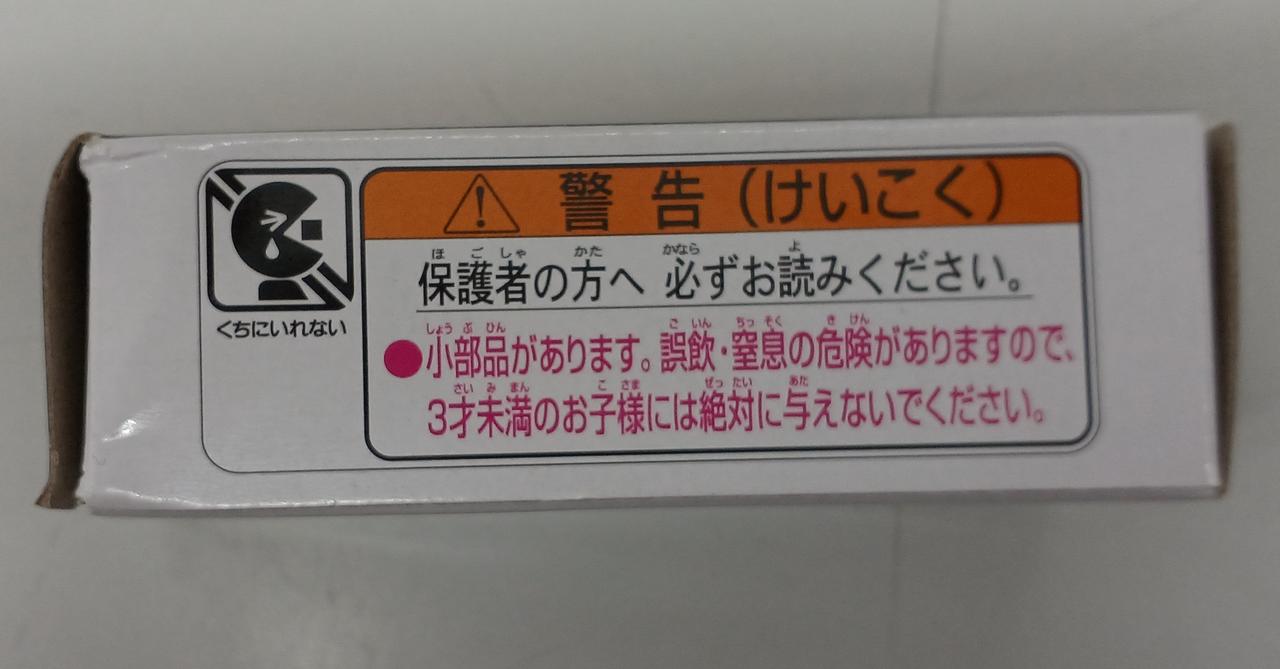 警告（けいこく）
ほごしゃ かた かなら よ
保護者の方へ 必ずお読みください。
しょうぶひん ごいん ちっそく きけん
●小部品があります。誤飲・窒息の危険がありますので、
さいみまん こさま ぜったい あた
3才未満のお子様には絶対に与えないでください。
くちにいれない